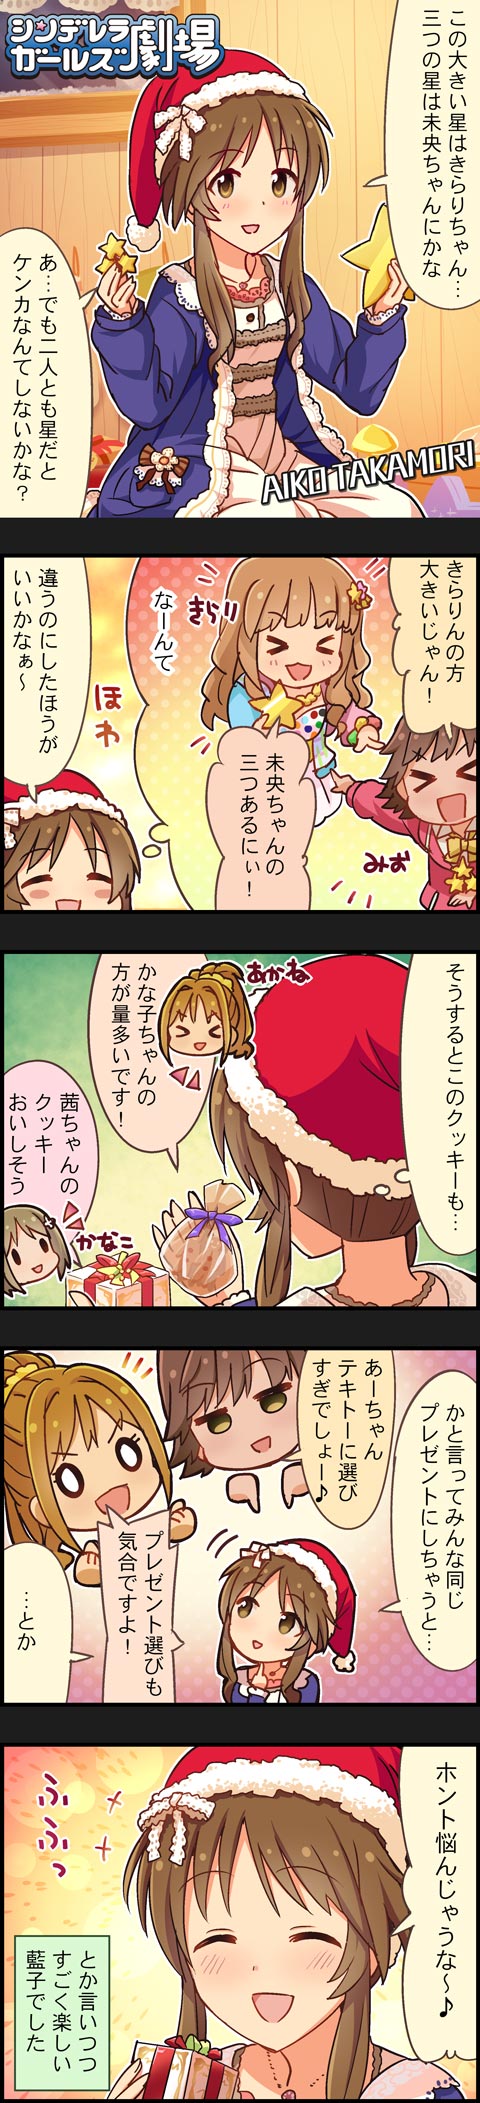 シンデレラ
ガールズ劇場
この大きい星はきらりちゃん…
三つの星は未央ちゃんにかな
あ…でも二人とも星だと
ケンカなんてしないかな？
AIKO TAKAMORI
きらりんの方
大きいじゃん！
きらり
なーんて
未央ちゃんの
三つあるにぃ！
みお
違うのにしたほうが
いいかなぁ～
ほわ
そうするとこのクッキーも…
あかね
かな子ちゃんの
方が量多いです！
茜ちゃんの
クッキー
おいしそう
かなこ
かと言ってみんな同じ
プレゼントにしちゃうと…
あーちゃん
テキトーに選び
すぎでしょー♪
プレゼント選びも
気合ですよ！
…とか
ホント悩んじゃうな～♪
ふふっ
とか言いつつ
すごく楽しい
藍子でした